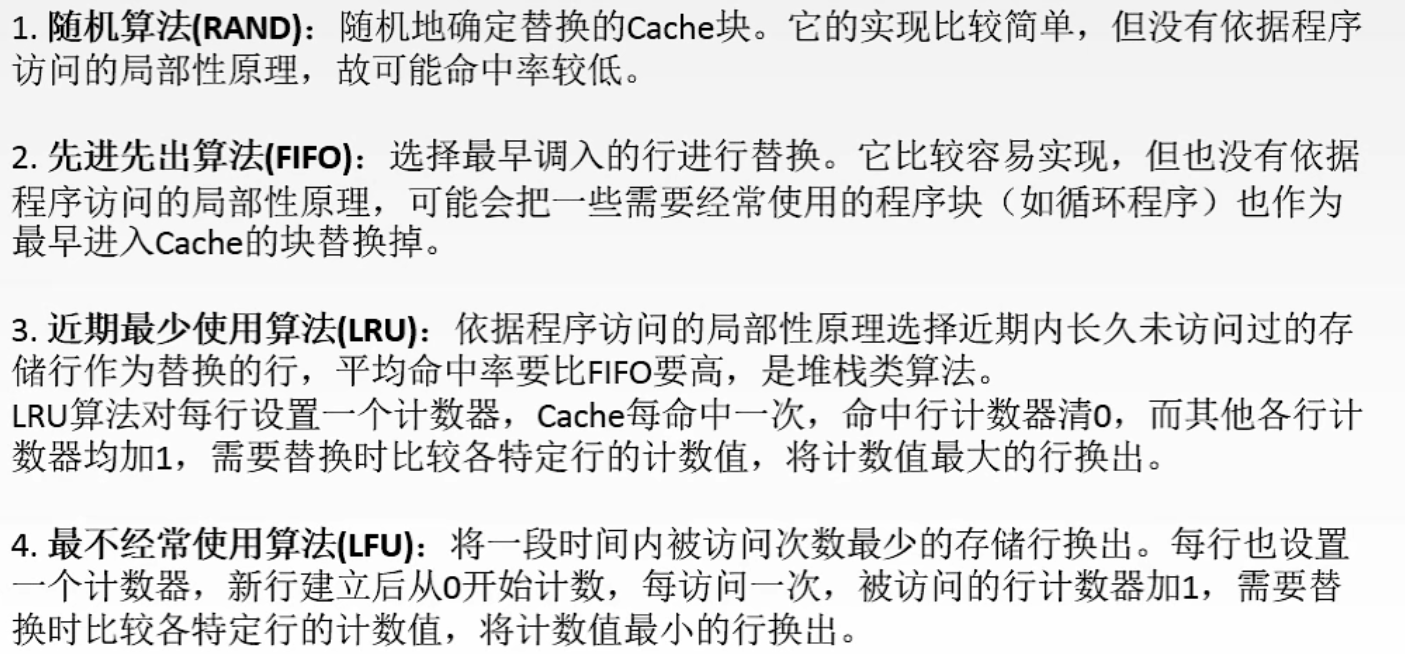 1. 随机算法(RAND)：随机地确定替换的Cache块。它的实现比较简单，但没有依据程序
访问的局部性原理，故可能命中率较低。
2. 先进先出算法(FIFO)：选择最早调入的行进行替换。它比较容易实现，但也没有依据
程序访问的局部性原理，可能会把一些需要经常使用的程序块（如循环程序）也作为
最早进入Cache的块替换掉。
3. 近期最少使用算法(LRU)：依据程序访问的局部性原理选择近期内长久未访问过的存
储行作为替换的行，平均命中率要比FIFO要高，是堆栈类算法。
LRU算法对每行设置一个计数器，Cache每命中一次，命中行计数器清0，而其他各行计
数器均加1，需要替换时比较各特定行的计数值，将计数值最大的行换出。
4. 最不经常使用算法(LFU)：将一段时间内被访问次数最少的存储行换出。每行也设置
一个计数器，新行建立后从0开始计数，每访问一次，被访问的行计数器加1，需要替
换时比较各特定行的计数值，将计数值最小的行换出。